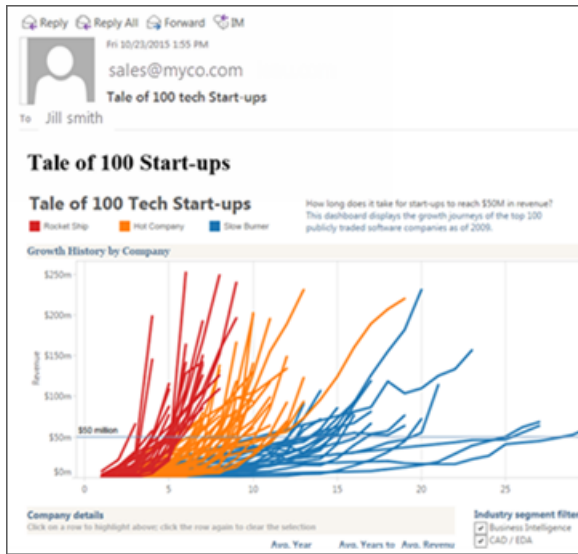 Reply Reply All Forward IM
Fri 10/23/2015 1:55 PM
sales@myco.com
Tale of 100 tech Start-ups
To Jill smith
Tale of 100 Start-ups
Tale of 100 Tech Start-ups
How long does it take for start-ups to reach $50M in revenue?
This dashboard displays the growth journeys of the top 100
publicly traded software companies as of 2009.
Rocket Ship Hot Company Slow Burner
Growth History by Company
$250m
$200m
$150m
$100m
$50m
$0m
Revenue
$50 million
0 5 10 15 20 25
Company details
Click on a row to highlight above; click the row again to clear the selection
Avg. Year Avg. Years to Avg. Revenu
Industry segment filter
Business Intelligence
CAD / EDA